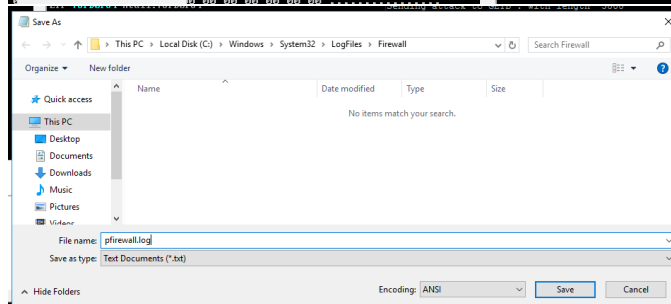 Sending attack to GLTD . with length 5000
Save As
This PC > Local Disk (C:) > Windows > System32 > LogFiles > Firewall
Search Firewall
Organize
New folder
Name
Date modified
Type
Size
No items match your search.
Quick access
This PC
Desktop
Documents
Downloads
Music
Pictures
Videos
File name: pfirewall.log
Save as type: Text Documents (*.txt)
Hide Folders
Encoding: ANSI
Save
Cancel